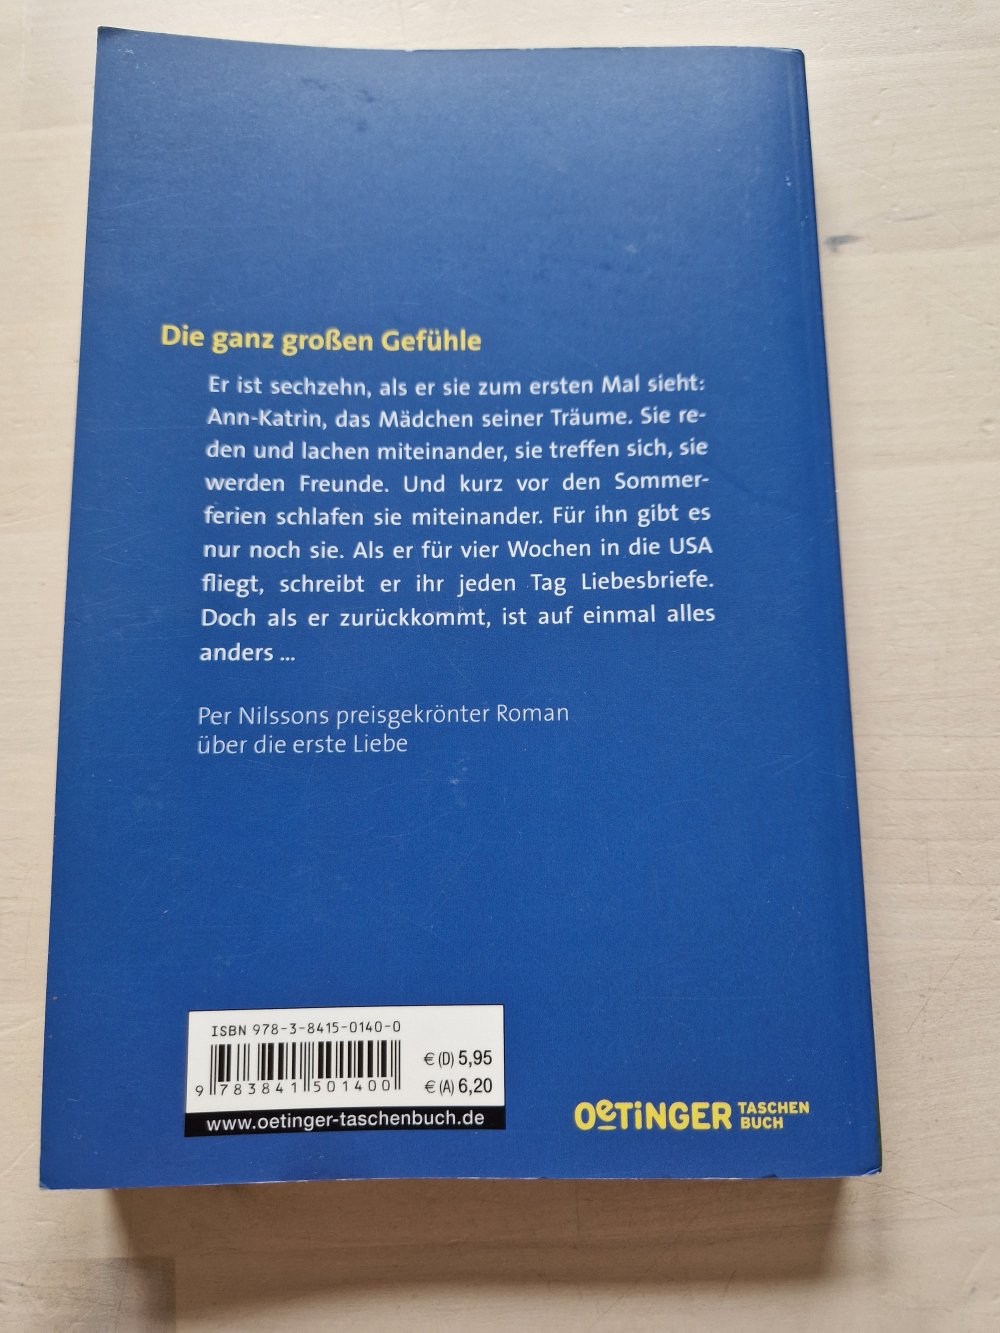 Die ganz großen Gefühle
Er ist sechzehn, als er sie zum ersten Mal sieht:
Ann-Katrin, das Mädchen seiner Träume. Sie re-
den und lachen miteinander, sie treffen sich, sie
werden Freunde. Und kurz vor den Sommer-
ferien schlafen sie miteinander. Für ihn gibt es
nur noch sie. Als er für vier Wochen in die USA
fliegt, schreibt er ihr jeden Tag Liebesbriefe.
Doch als er zurückkommt, ist auf einmal alles
anders ...
Per Nilssons preisgekrönter Roman
über die erste Liebe
ISBN 978-3-8415-0140-0
€ (D) 5,95
€ (A) 6,20
9 783841 501400
www.oetinger-taschenbuch.de
OETINGER TASCHEN
BUCH